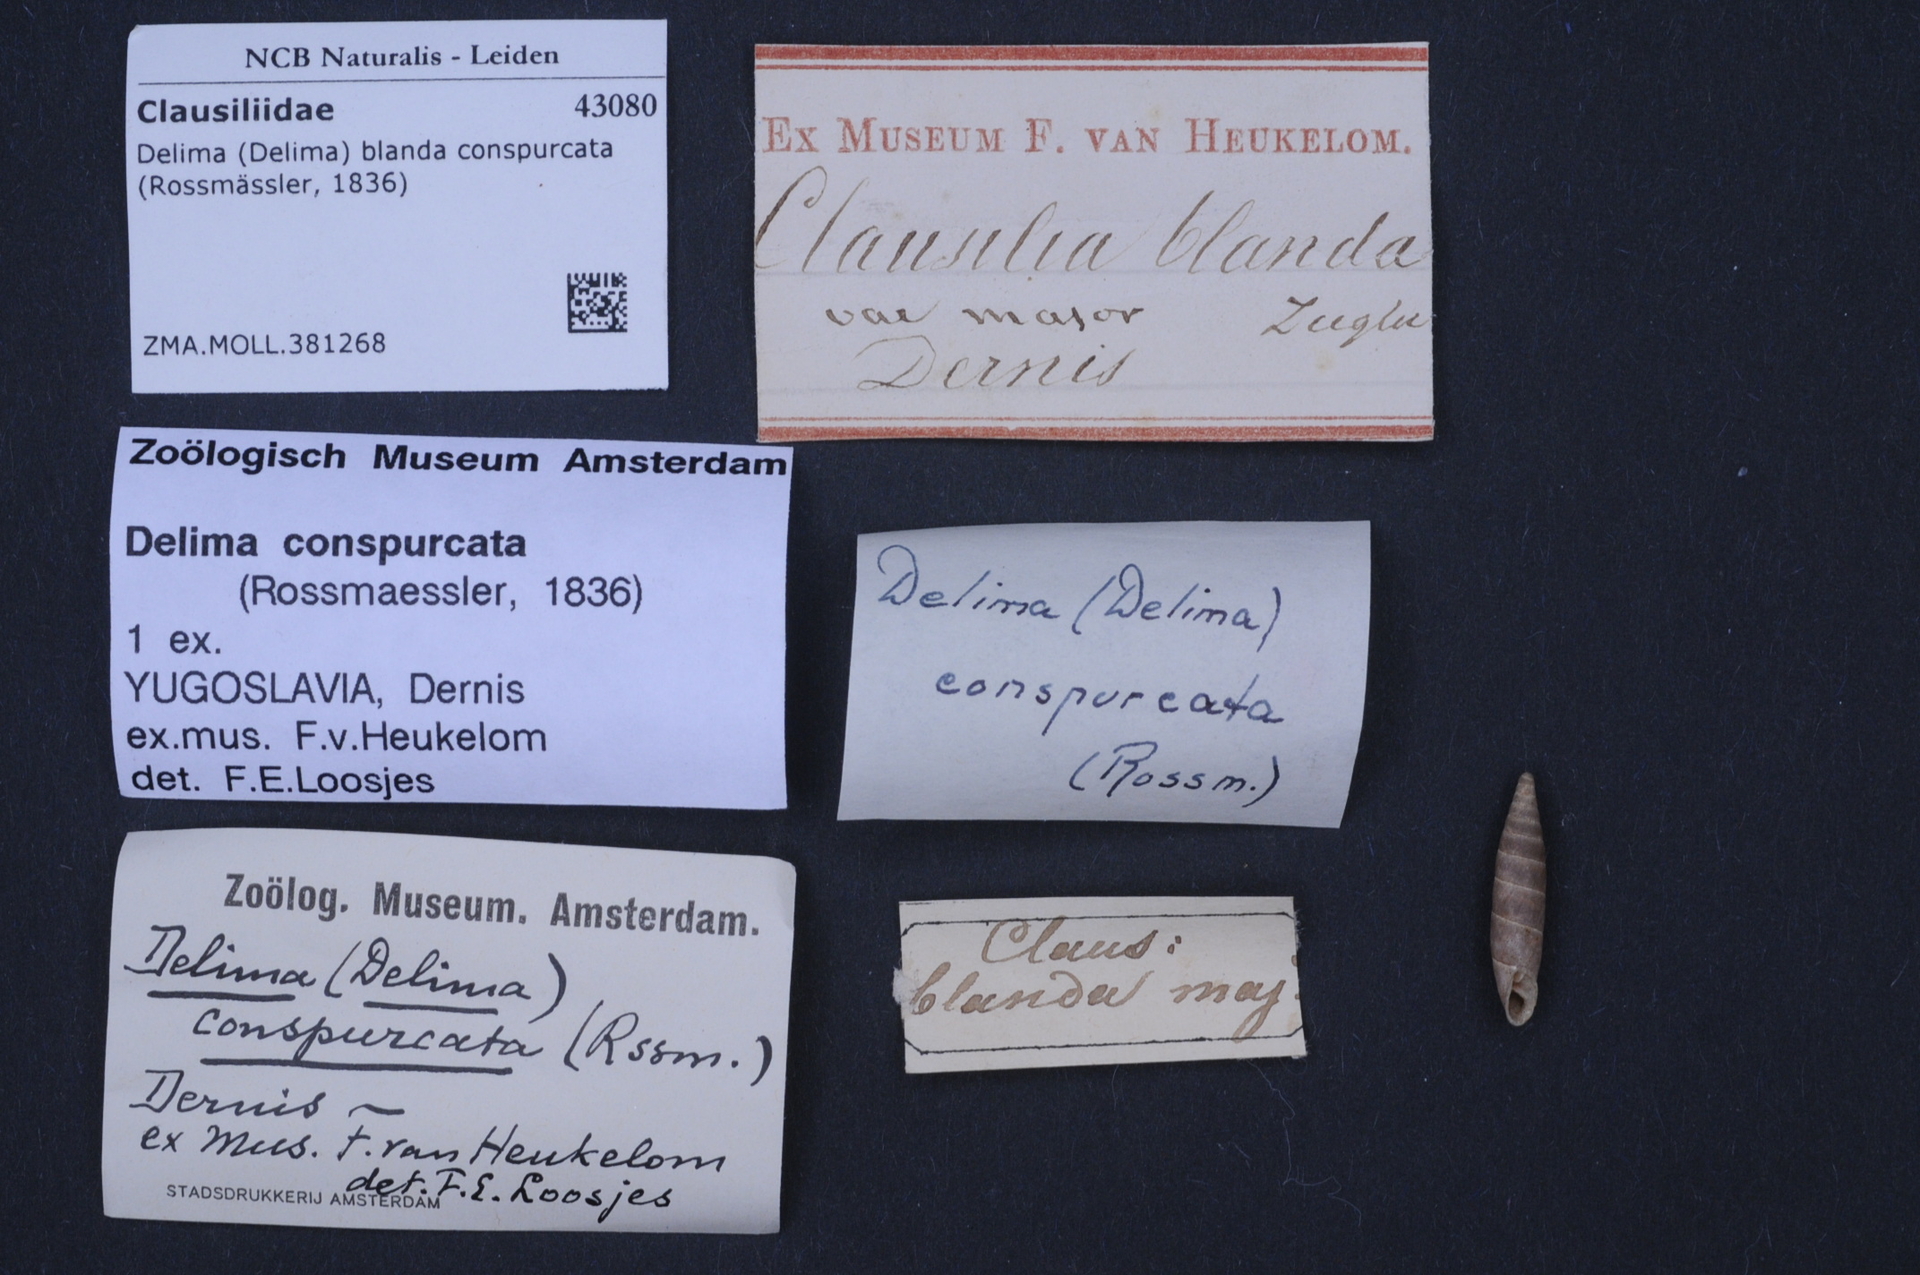 NCB Naturalis - Leiden
Clausiliidae 43080
Delima (Delima) blanda conspurcata
(Rossmässler, 1836)
ZMA.MOLL.381268
EX MUSEUM F. VAN HEUKELOM.
Clausilia blanda
var major Zieglr
Dernis
Zoölogisch Museum Amsterdam
Delima conspurcata
(Rossmaessler, 1836)
1 ex.
YUGOSLAVIA, Dernis
ex.mus. F.v.Heukelom
det. F.E.Loosjes
Delima (Delima)
conspurcata
(Rossm.)
Zoölog. Museum. Amsterdam.
Delima (Delima)
conspurcata (Rssm.)
Dernis ~
ex Mus. F. van Heukelom
det. F.E. Loosjes
STADSDRUKKERIJ AMSTERDAM
Claus:
blanda maj.